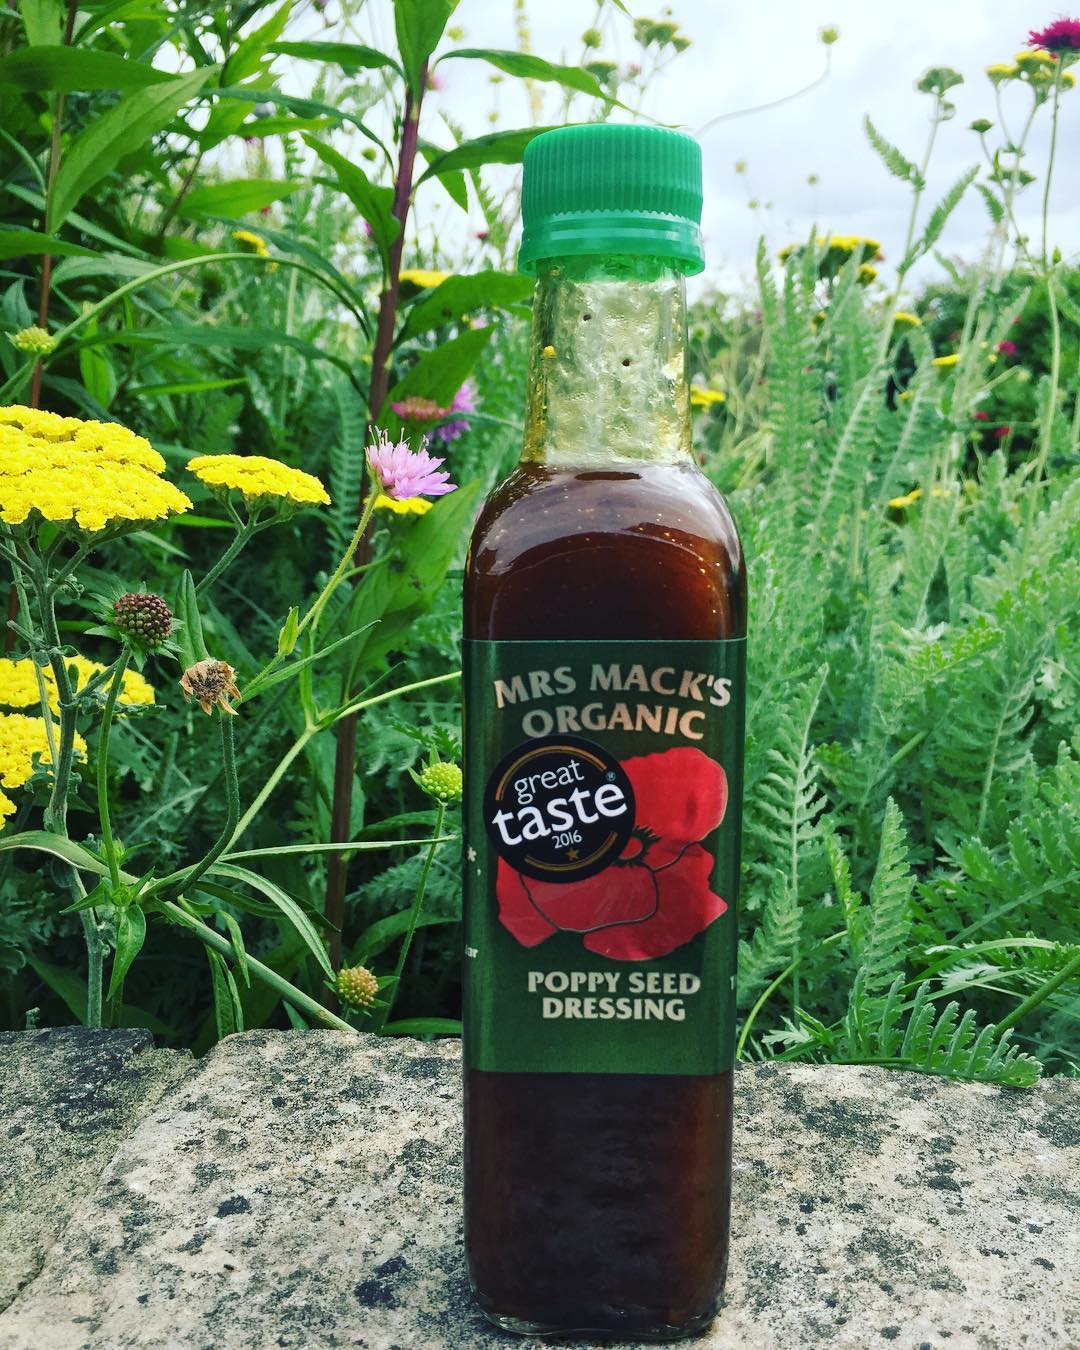 MRS MACK'S
ORGANIC
great
taste®
2016
POPPY SEED
DRESSING